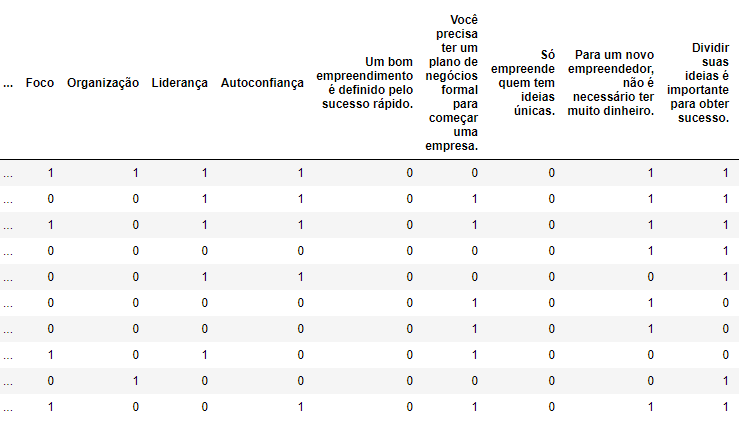 ... Foco Organização Liderança Autoconfiança Um bom empreendimento é definido pelo sucesso rápido. Você precisa ter um plano de negócios formal para começar uma empresa. Só empreende quem tem ideias únicas. Para um novo empreendedor, não é necessário ter muito dinheiro. Dividir suas ideias é importante para obter sucesso.
... 1 1 1 1 0 0 0 1 1
... 0 0 1 1 0 1 0 1 1
... 1 0 1 1 0 1 0 1 1
... 0 0 0 0 0 0 0 1 1
... 0 0 1 1 0 0 0 0 1
... 0 0 0 0 0 1 0 1 0
... 0 0 0 0 0 1 0 1 0
... 1 0 1 0 0 1 0 0 0
... 0 1 0 0 0 0 0 0 1
... 1 0 0 1 0 1 0 1 1